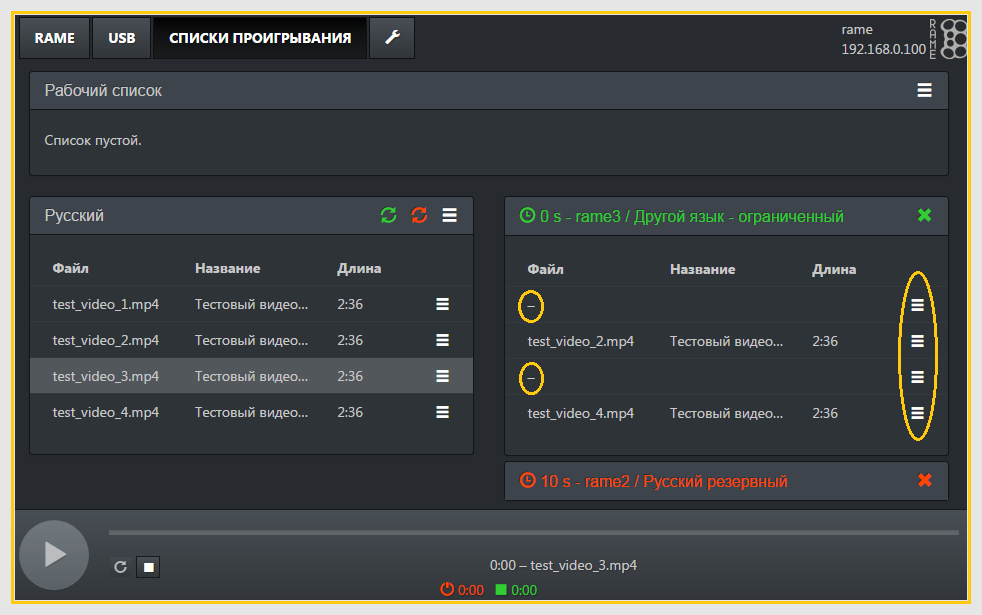 RAME USB СПИСКИ ПРОИГРЫВАНИЯ
rame
192.168.0.100
RAME
Рабочий список
Список пустой.
Русский
Файл Название Длина
test_video_1.mp4 Тестовый видео... 2:36
test_video_2.mp4 Тестовый видео... 2:36
test_video_3.mp4 Тестовый видео... 2:36
test_video_4.mp4 Тестовый видео... 2:36
0 s - rame3 / Другой язык - ограниченный
Файл Название Длина
–
test_video_2.mp4 Тестовый видео... 2:36
–
test_video_4.mp4 Тестовый видео... 2:36
10 s - rame2 / Русский резервный
0:00 – test_video_3.mp4
0:00 0:00